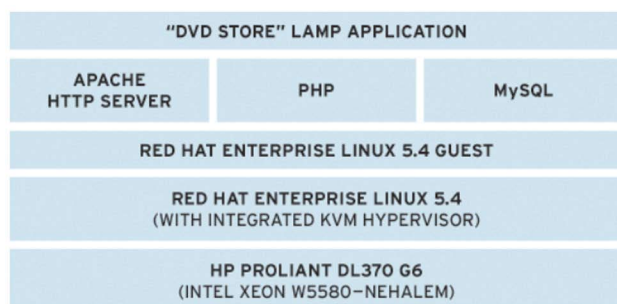 "DVD STORE" LAMP APPLICATION
APACHE
HTTP SERVER
PHP
MySQL
RED HAT ENTERPRISE LINUX 5.4 GUEST
RED HAT ENTERPRISE LINUX 5.4
(WITH INTEGRATED KVM HYPERVISOR)
HP PROLIANT DL370 G6
(INTEL XEON W5580–NEHALEM)